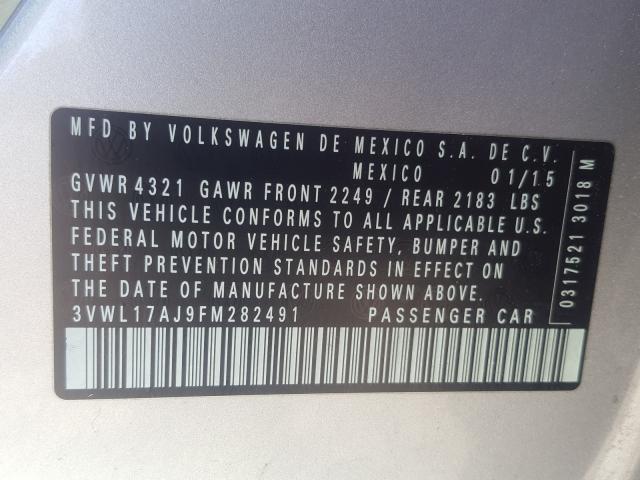 MFD BY VOLKSWAGEN DE MEXICO S.A. DE C.V.
MEXICO 01/15
GVWR 4321 GAWR FRONT 2249 / REAR 2183 LBS
THIS VEHICLE CONFORMS TO ALL APPLICABLE U.S.
FEDERAL MOTOR VEHICLE SAFETY, BUMPER AND
THEFT PREVENTION STANDARDS IN EFFECT ON
THE DATE OF MANUFACTURE SHOWN ABOVE.
3VWL17AJ9FM282491 PASSENGER CAR
0317521 3018 M